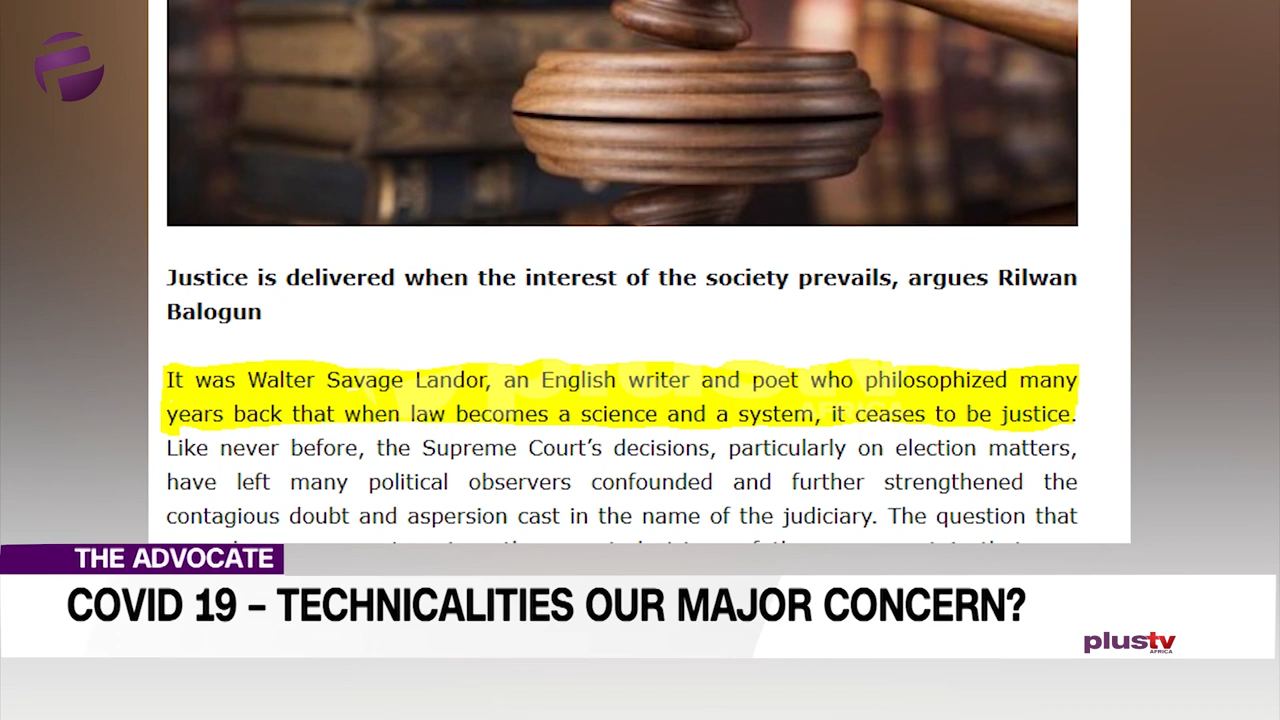 Justice is delivered when the interest of the society prevails, argues Rilwan
Balogun
It was Walter Savage Landor, an English writer and poet who philosophized many
years back that when law becomes a science and a system, it ceases to be justice.
Like never before, the Supreme Court’s decisions, particularly on election matters,
have left many political observers confounded and further strengthened the
contagious doubt and aspersion cast in the name of the judiciary. The question that
THE ADVOCATE
COVID 19 – TECHNICALITIES OUR MAJOR CONCERN?
plustv
AFRICA